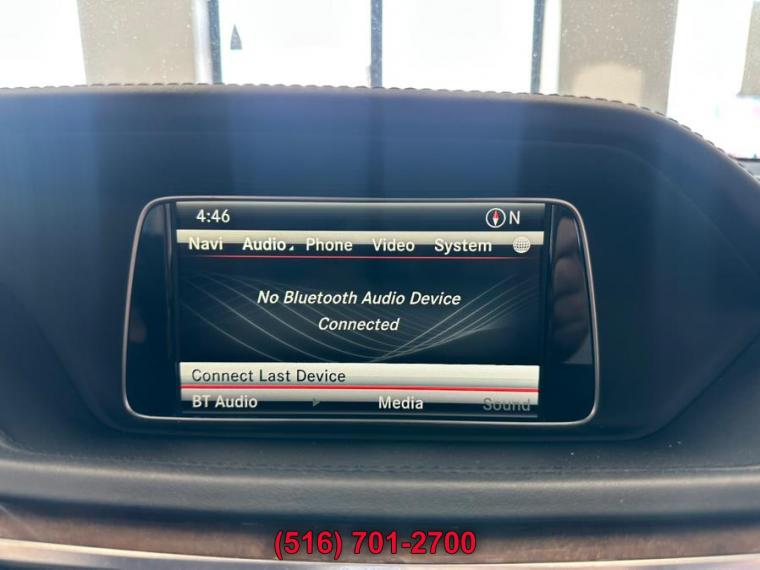 4:46 N
Navi Audio Phone Video System
No Bluetooth Audio Device
Connected
Connect Last Device
BT Audio Media Sound
(516) 701-2700